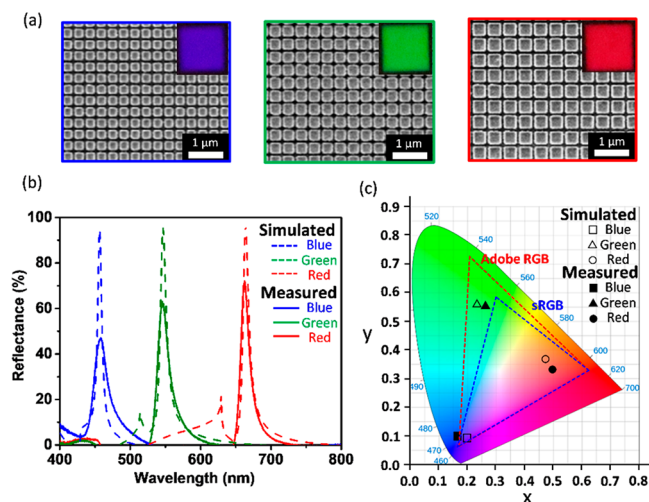 (a)
1 µm
1 µm
1 µm
(b)
100
80
60
40
20
0
Reflectance (%)
400 500 600 700 800
Wavelength (nm)
Simulated
Blue
Green
Red
Measured
Blue
Green
Red
(c)
0.9
0.8
0.7
0.6
0.5
0.4
0.3
0.2
0.1
0.0
y
0.0 0.1 0.2 0.3 0.4 0.5 0.6 0.7 0.8
x
520
540
560
580
600
620
700
490
480
470
460
Adobe RGB
sRGB
Simulated
Blue
Green
Red
Measured
Blue
Green
Red